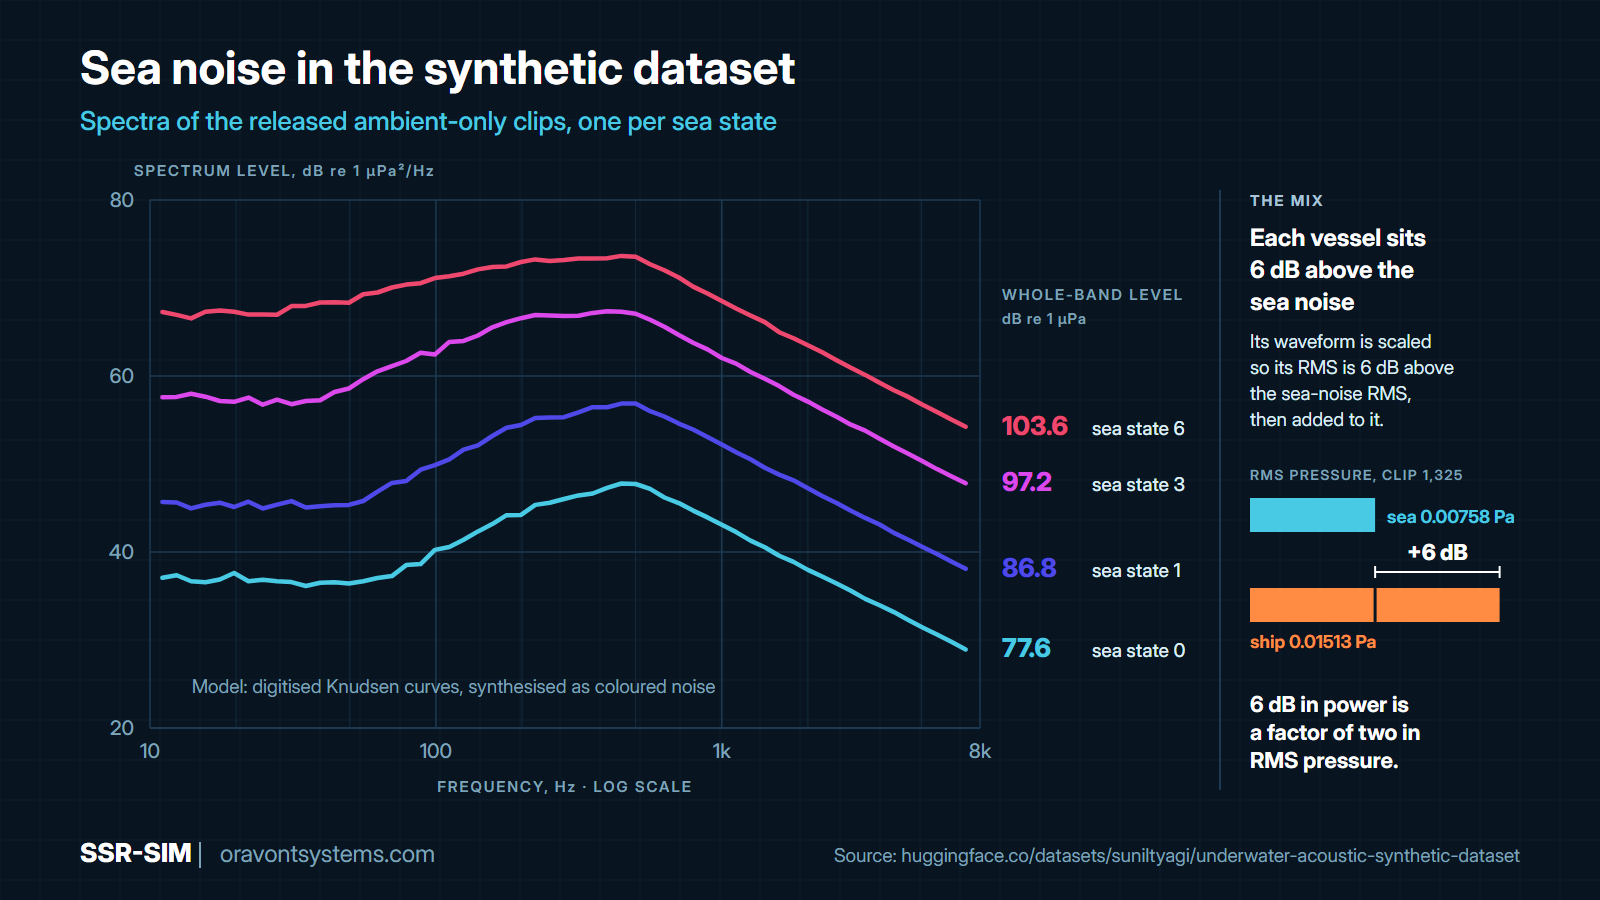 Sea noise in the synthetic dataset
Spectra of the released ambient-only clips, one per sea state
SPECTRUM LEVEL, dB re 1 µPa²/Hz
80
60
40
20
10
100
1k
8k
FREQUENCY, Hz · LOG SCALE
Model: digitised Knudsen curves, synthesised as coloured noise
WHOLE-BAND LEVEL
dB re 1 µPa
103.6 sea state 6
97.2 sea state 3
86.8 sea state 1
77.6 sea state 0
THE MIX
Each vessel sits
6 dB above the
sea noise
Its waveform is scaled
so its RMS is 6 dB above
the sea-noise RMS,
then added to it.
RMS PRESSURE, CLIP 1,325
sea 0.00758 Pa
+6 dB
ship 0.01513 Pa
6 dB in power is
a factor of two in
RMS pressure.
SSR-SIM | oravontsystems.com
Source: huggingface.co/datasets/suniltyagi/underwater-acoustic-synthetic-dataset